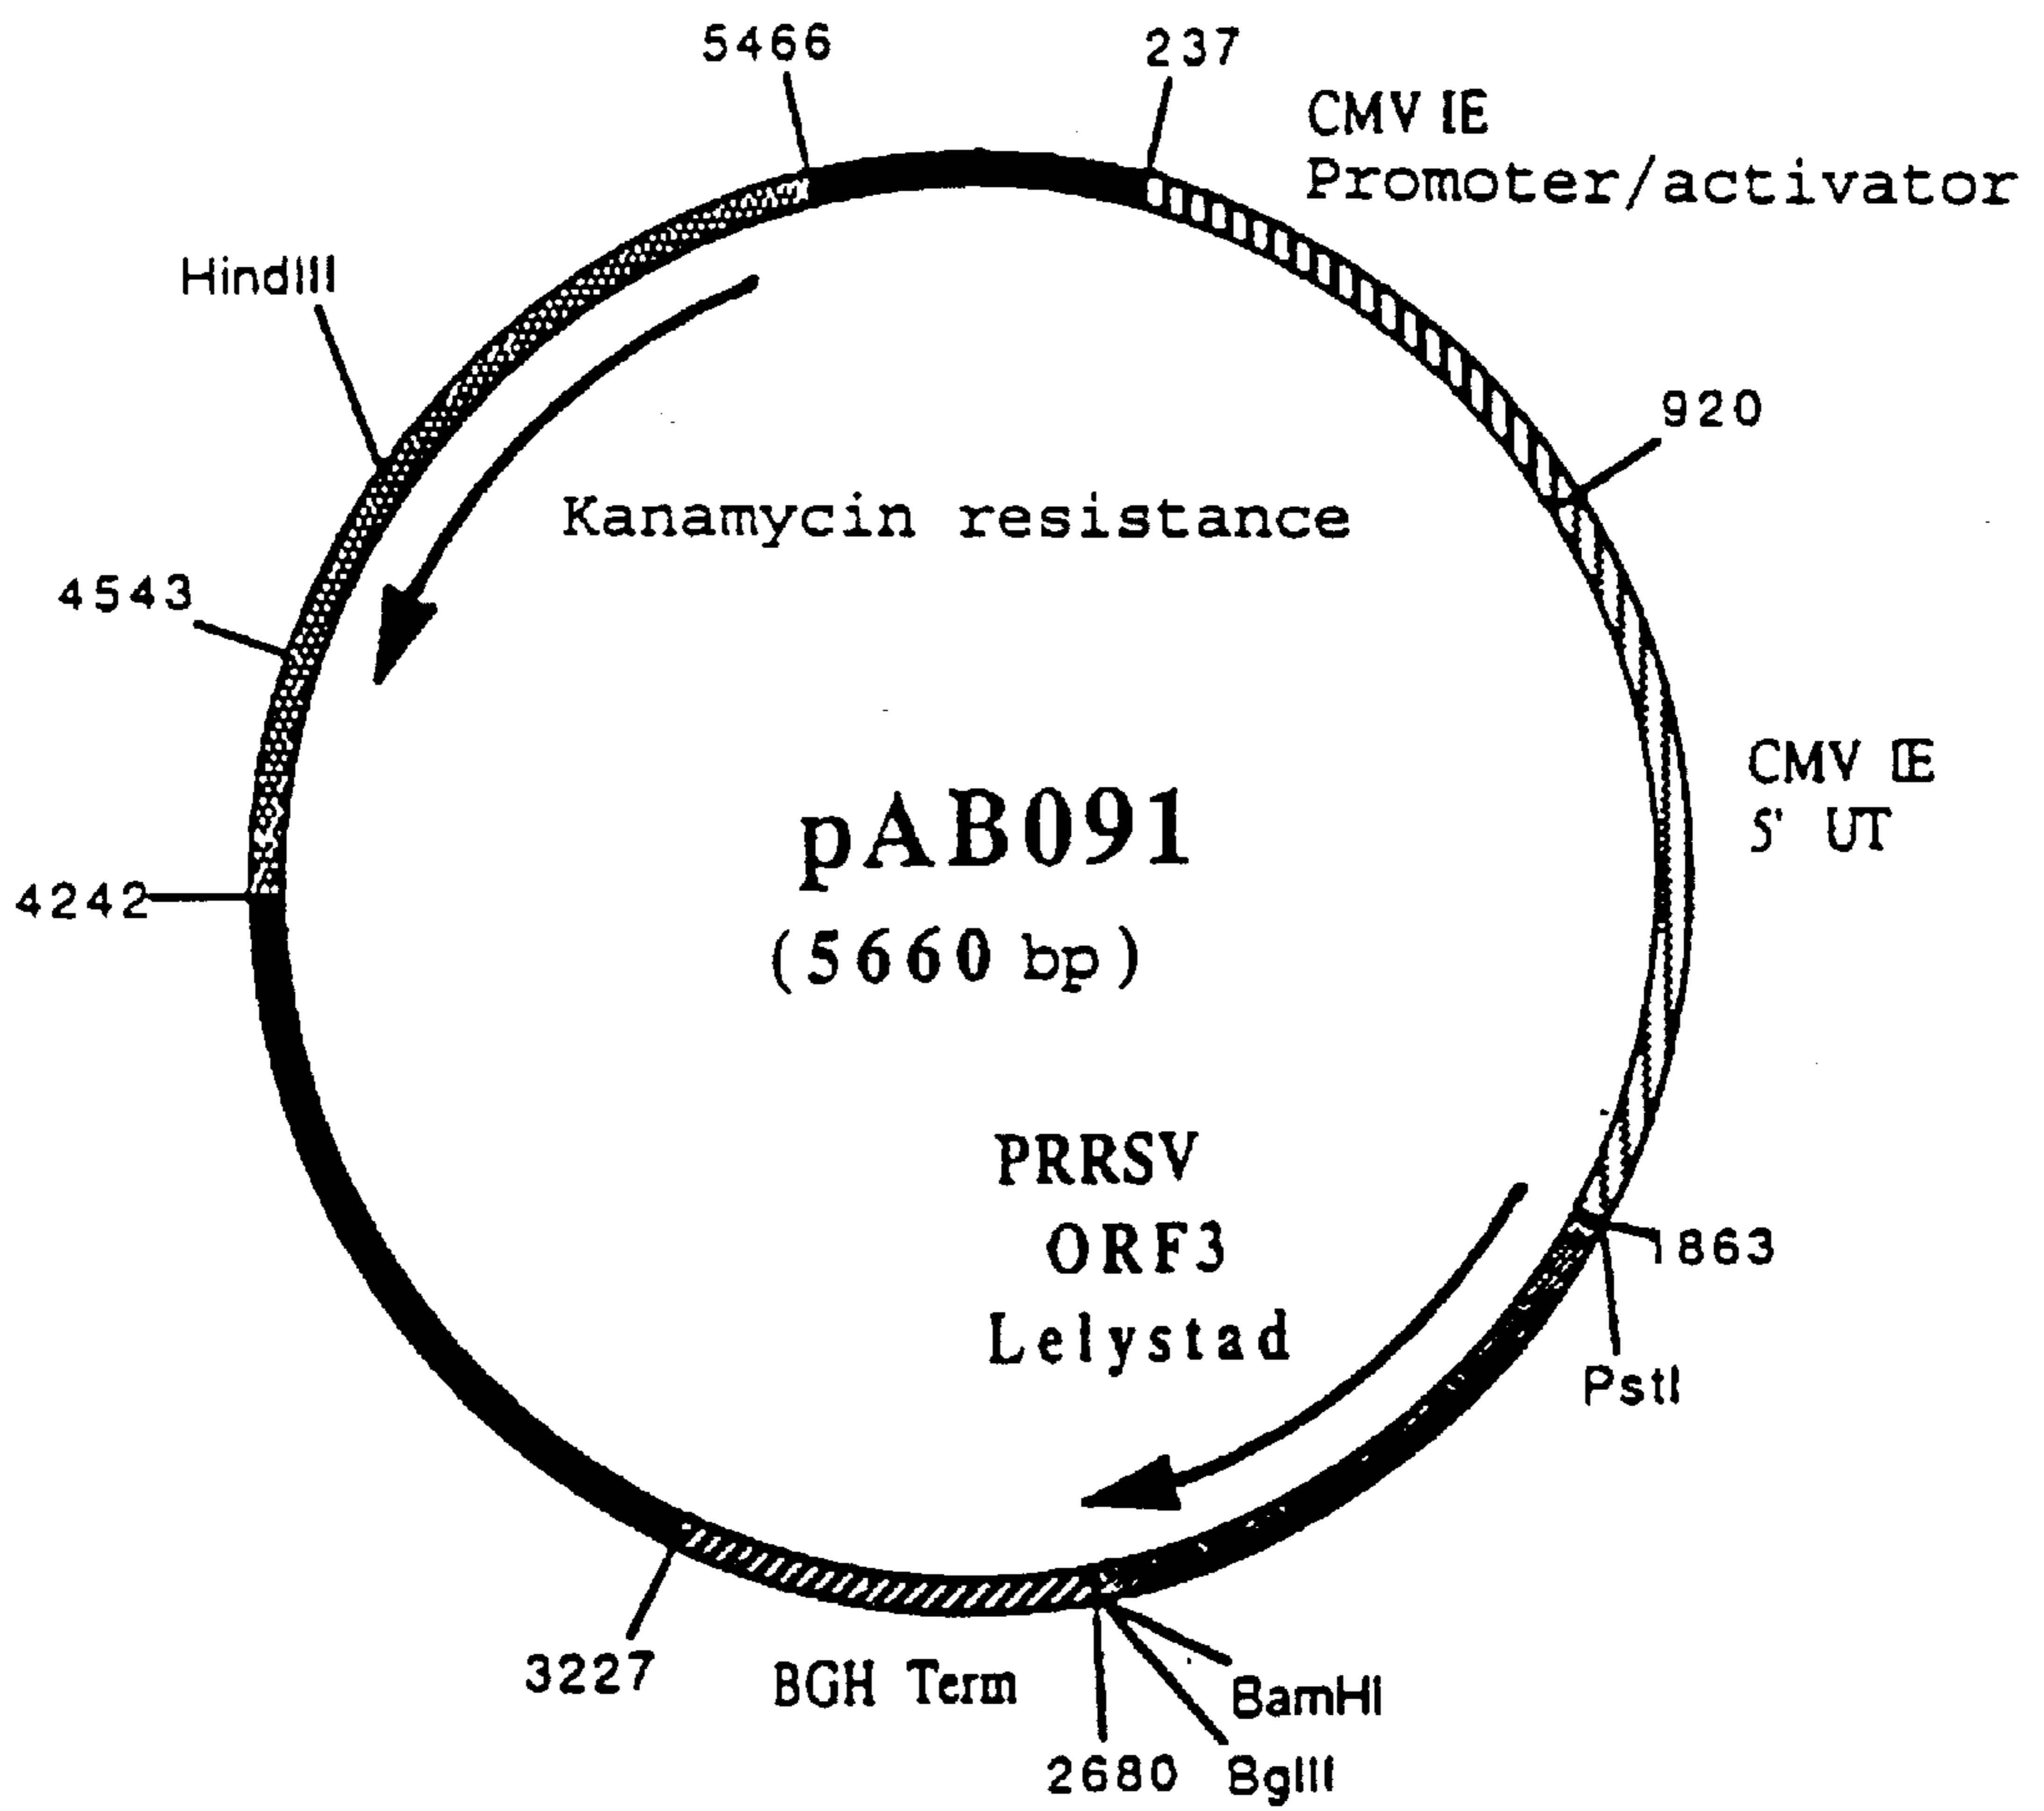 5466
237
CMV IE
Promoter/activator
HindIII
920
Kanamycin resistance
4543
CMV IE
5' UT
pAB091
4242
(5660 bp)
PRRSV
ORF3
Lelystad
1863
PstI
3227
BGH Term
BamHI
2680
BglII